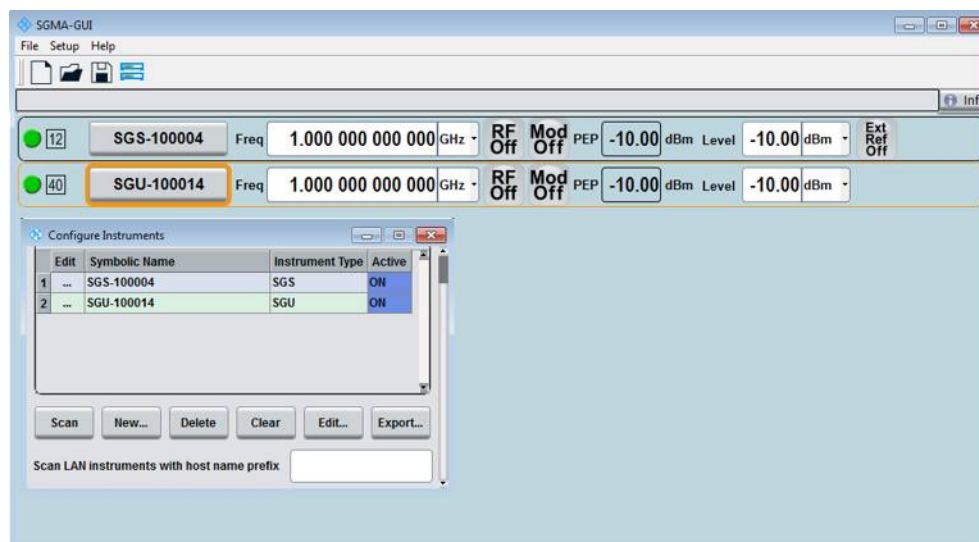 SGMA-GUI
File Setup Help
Inf
12 SGS-100004 Freq 1.000 000 000 000 GHz RF Off Mod Off PEP -10.00 dBm Level -10.00 dBm Ext Ref Off
40 SGU-100014 Freq 1.000 000 000 000 GHz RF Off Mod Off PEP -10.00 dBm Level -10.00 dBm
Configure Instruments
Edit Symbolic Name Instrument Type Active
1 ... SGS-100004 SGS ON
2 ... SGU-100014 SGU ON
Scan New... Delete Clear Edit... Export...
Scan LAN instruments with host name prefix